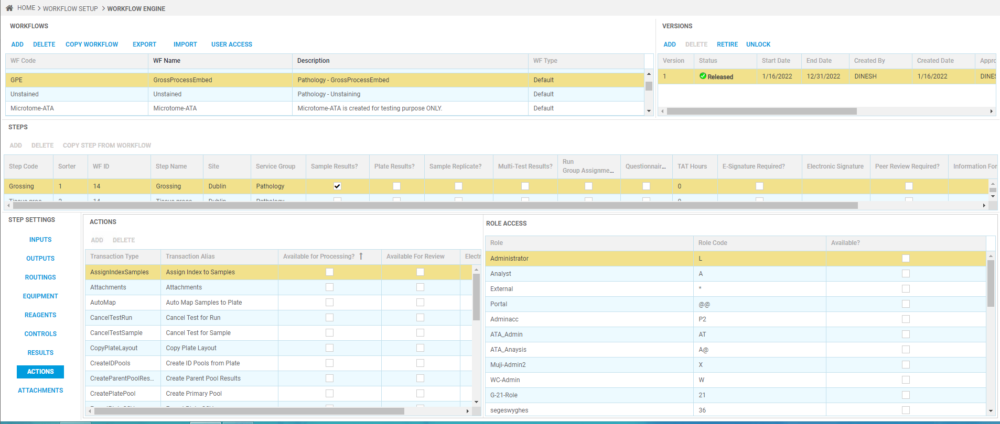 HOME > WORKFLOW SETUP > WORKFLOW ENGINE
WORKFLOWS
ADD DELETE COPY WORKFLOW EXPORT IMPORT USER ACCESS
WF Code WF Name Description WF Type
GPE GrossProcessEmbed Pathology - GrossProcessEmbed Default
Unstained Unstained Pathology - Unstaining Default
Microtome-ATA Microtome-ATA Microtome-ATA is created for testing purpose ONLY. Default
VERSIONS
ADD DELETE RETIRE UNLOCK
Version Status Start Date End Date Created By Created Date Appro
1 Released 1/16/2022 12/31/2022 DINESH 1/16/2022 DINES
STEPS
ADD DELETE COPY STEP FROM WORKFLOW
Step Code Sorter WF ID Step Name Site Service Group Sample Results? Plate Results? Sample Replicate? Multi-Test Results? Run Group Assignme... Questionnair... TAT Hours E-Signature Required? Electronic Signature Peer Review Required? Information For
Grossing 1 14 Grossing Dublin Pathology 0
Tissue proc 2 14 Tissue proc Dublin Pathology 0
STEP SETTINGS
INPUTS
OUTPUTS
ROUTINGS
EQUIPMENT
REAGENTS
CONTROLS
RESULTS
ACTIONS
ATTACHMENTS
ACTIONS
ADD DELETE
Transaction Type Transaction Alias Available for Processing? ↑ Available For Review Electr
AssignIndexSamples Assign Index to Samples
Attachments Attachments
AutoMap Auto Map Samples to Plate
CancelTestRun Cancel Test for Run
CancelTestSample Cancel Test for Sample
CopyPlateLayout Copy Plate Layout
CreateIDPools Create ID Pools from Plate
CreateParentPoolRes... Create Parent Pool Results
CreatePlatePool Create Primary Pool
ROLE ACCESS
Role Role Code Available?
Administrator L
Analyst A
External *
Portal @@
Adminacc P2
ATA_Admin AT
ATA_Anaysis A@
Muji-Admin2 X
WC-Admin W
G-21-Role 21
segeswyghes 36